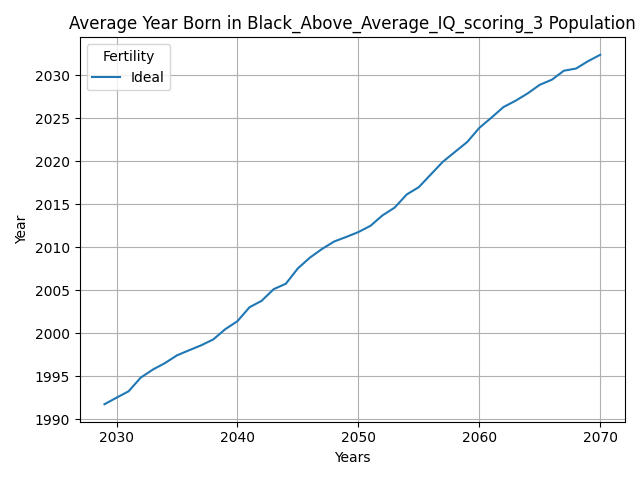 Average Year Born in Black_Above_Average_IQ_scoring_3 Population
Fertility
Ideal
Year
2030
2025
2020
2015
2010
2005
2000
1995
1990
2030 2040 2050 2060 2070
Years